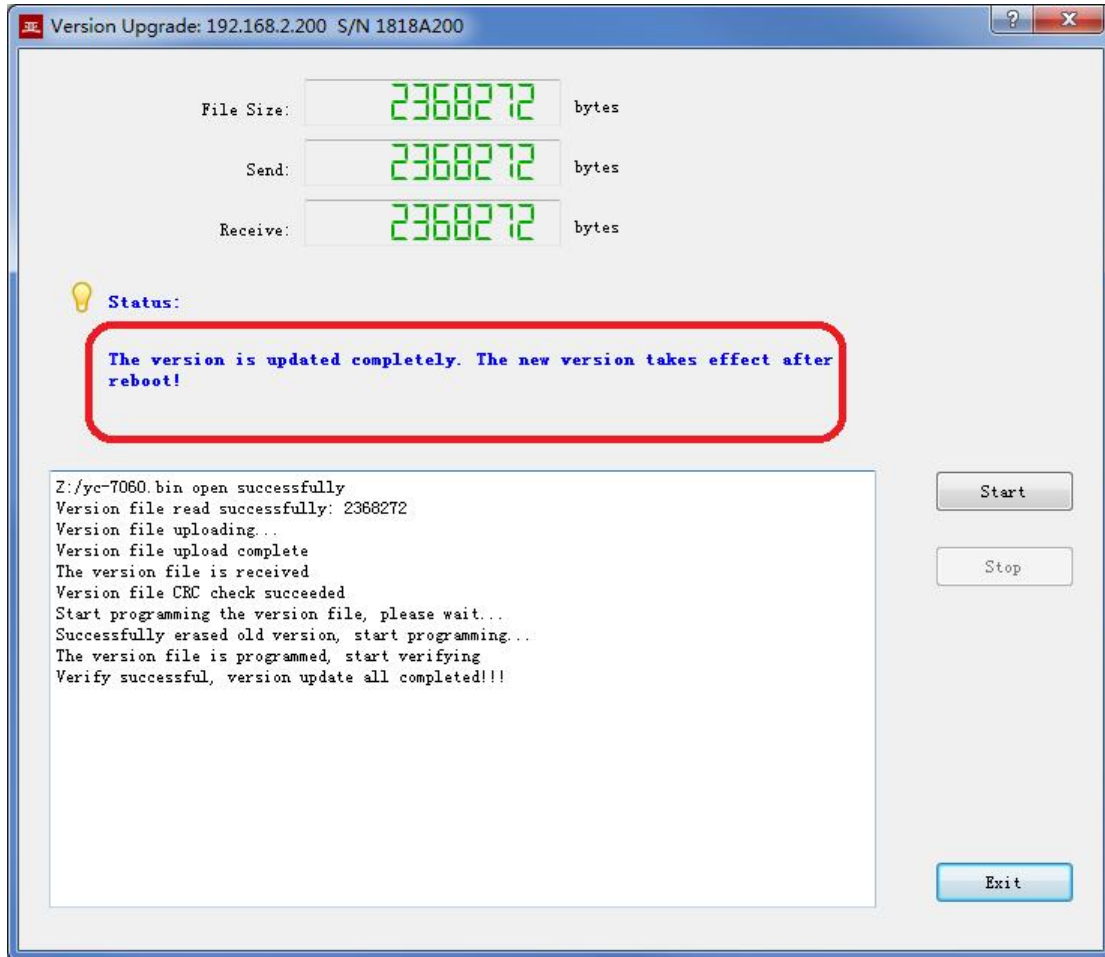 Version Upgrade: 192.168.2.200 S/N 1818A200
File Size: 2368272 bytes
Send: 2368272 bytes
Receive: 2368272 bytes
Status:
The version is updated completely. The new version takes effect after
reboot!
Z:/yc-7060.bin open successfully
Version file read successfully: 2368272
Version file uploading...
Version file upload complete
The version file is received
Version file CRC check succeeded
Start programming the version file, please wait...
Successfully erased old version, start programming...
The version file is programmed, start verifying
Verify successful, version update all completed!!!
Start
Stop
Exit